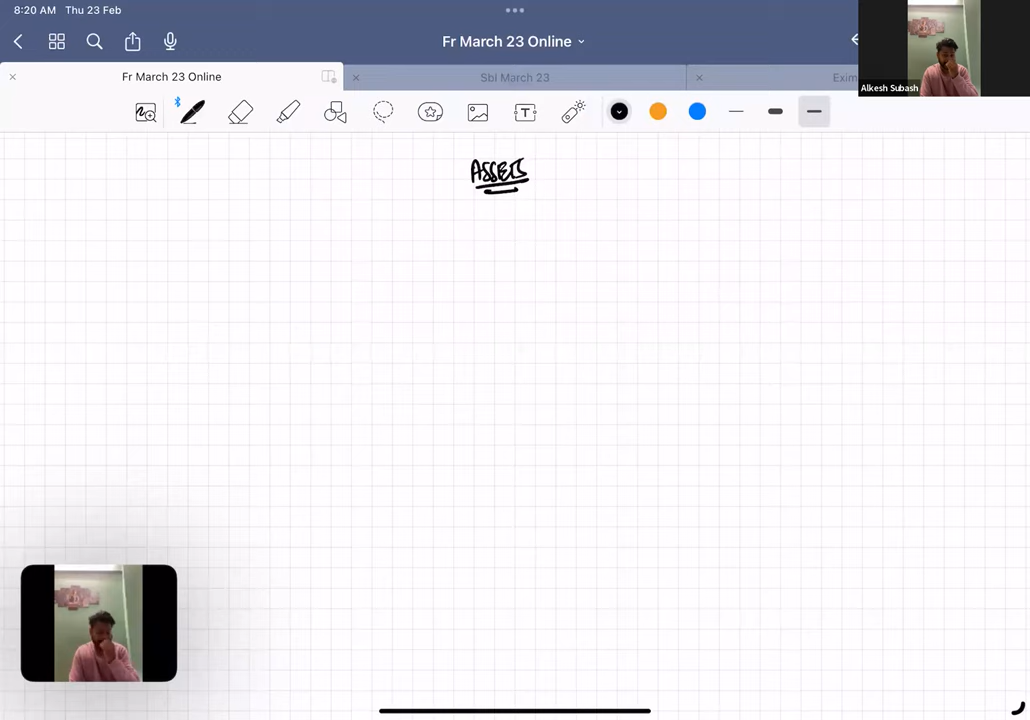 8:20 AM Thu 23 Feb
Fr March 23 Online
Fr March 23 Online
Sbi March 23
Exim
T
Alkesh Subash
ASSETS